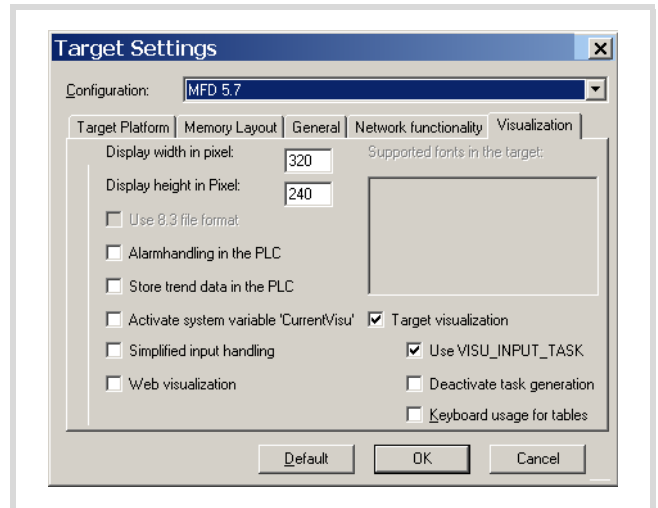 Target Settings
Configuration: MFD 5.7
Target Platform Memory Layout General Network functionality Visualization
Display width in pixel: 320 Supported fonts in the target:
Display height in Pixel: 240
Use 8.3 file format
Alarmhandling in the PLC
Store trend data in the PLC
Activate system variable 'CurrentVisu' Target visualization
Simplified input handling Use VISU_INPUT_TASK
Web visualization Deactivate task generation
Keyboard usage for tables
Default OK Cancel